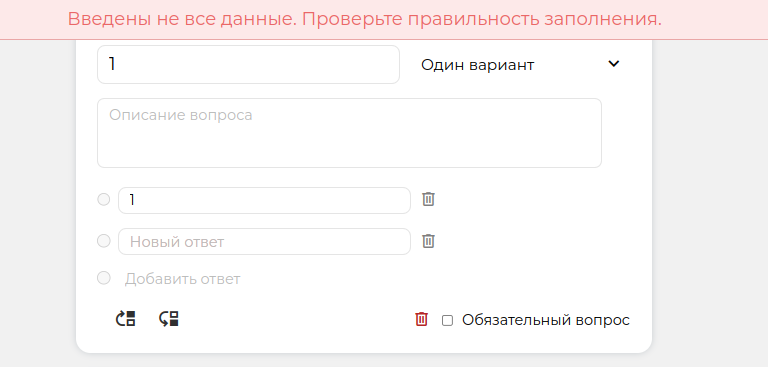 Введены не все данные. Проверьте правильность заполнения.
1
Один вариант
Описание вопроса
1
Новый ответ
Добавить ответ
Обязательный вопрос